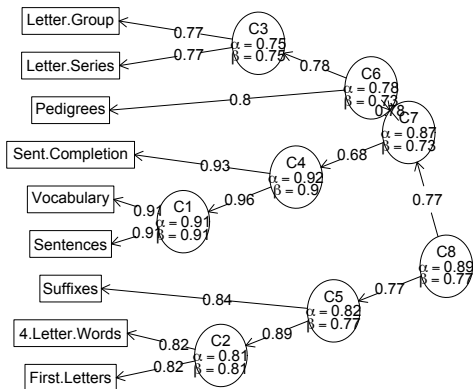 Letter.Group
0.77
C3
α = 0.75
β = 0.75
Letter.Series
0.77
0.78
C6
α = 0.78
β = 0.73
0.78
Pedigrees
0.8
C7
α = 0.87
β = 0.73
Sent.Completion
0.93
C4
α = 0.92
β = 0.9
0.68
Vocabulary
0.91
C1
α = 0.91
β = 0.91
0.96
0.77
Sentences
0.91
C8
α = 0.89
β = 0.77
Suffixes
0.84
C5
α = 0.82
β = 0.77
0.77
4.Letter.Words
0.82
C2
α = 0.81
β = 0.81
0.89
First.Letters
0.82